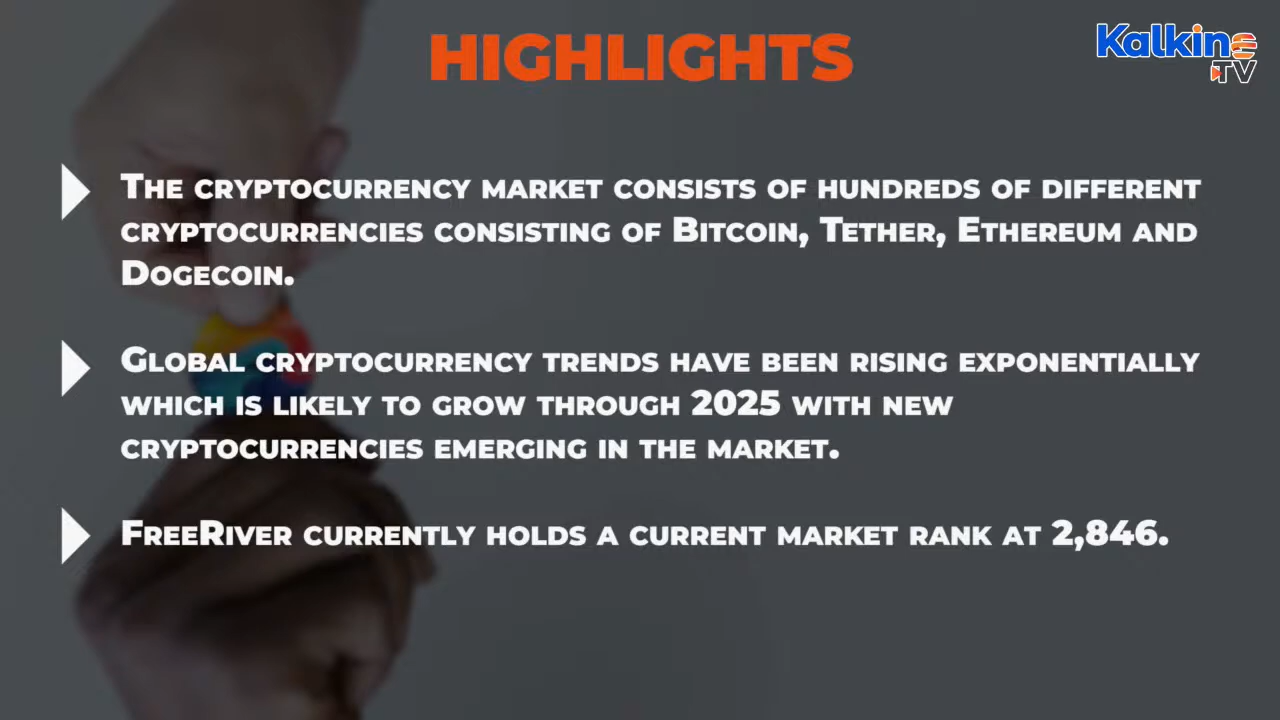 HIGHLIGHTS
Kalkine
TV
THE CRYPTOCURRENCY MARKET CONSISTS OF HUNDREDS OF DIFFERENT
CRYPTOCURRENCIES CONSISTING OF BITCOIN, TETHER, ETHEREUM AND
DOGECOIN.
GLOBAL CRYPTOCURRENCY TRENDS HAVE BEEN RISING EXPONENTIALLY
WHICH IS LIKELY TO GROW THROUGH 2025 WITH NEW
CRYPTOCURRENCIES EMERGING IN THE MARKET.
FREERIVER CURRENTLY HOLDS A CURRENT MARKET RANK AT 2,846.